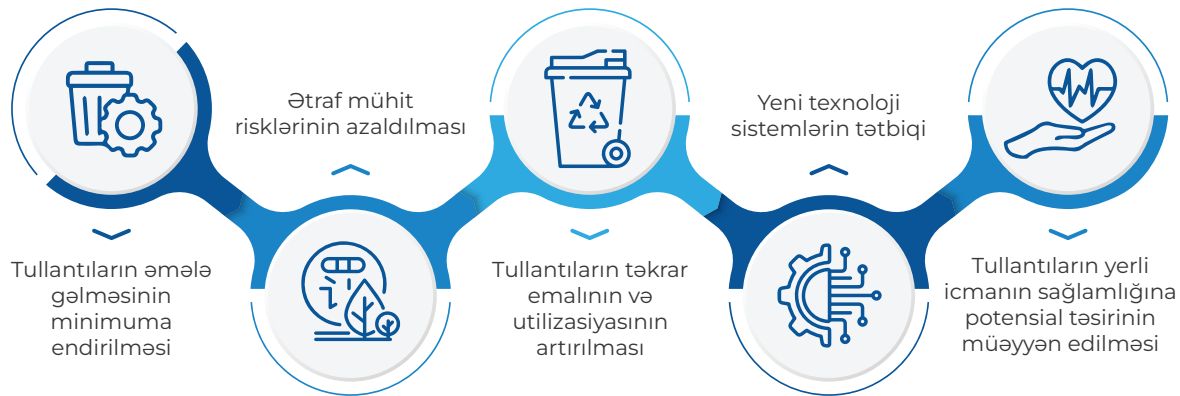 Tullantıların əmələ
gəlməsinin
minimuma
endirilməsi
Ətraf mühit
risklərinin azaldılması
Tullantıların təkrar
emalının və
utilizasiyasının
artırılması
Yeni texnoloji
sistemlərin tətbiqi
Tullantıların yerli
icmanın sağlamlığına
potensial təsirinin
müəyyən edilməsi